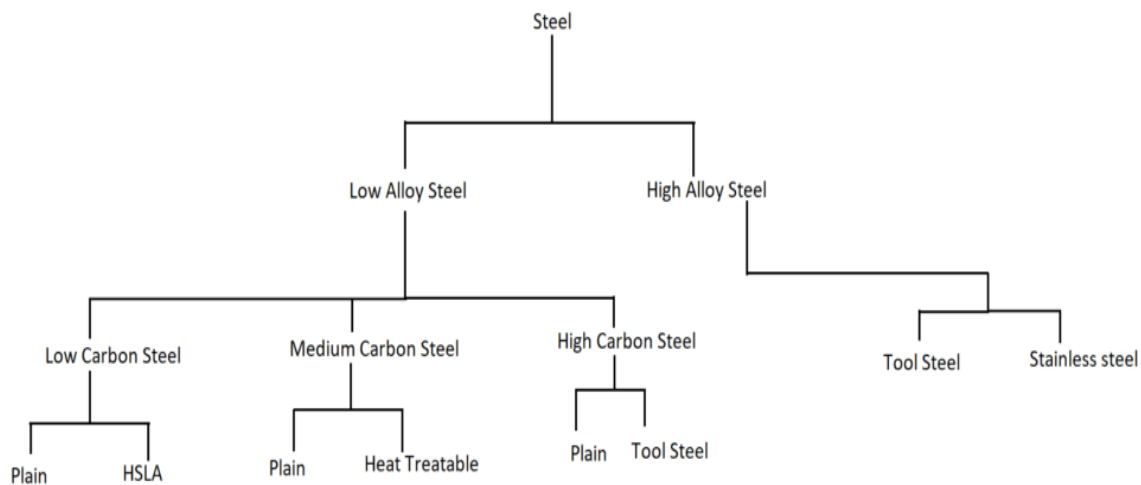 Steel
Low Alloy Steel
High Alloy Steel
Low Carbon Steel
Medium Carbon Steel
High Carbon Steel
Tool Steel
Stainless steel
Plain
HSLA
Plain
Heat Treatable
Plain
Tool Steel